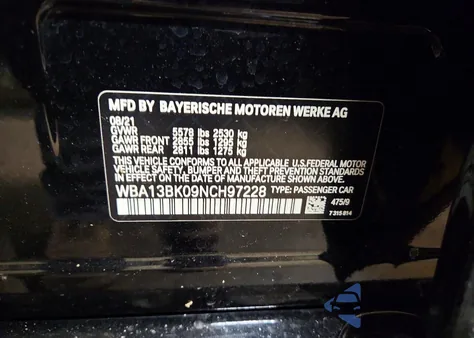 MFD BY BAYERISCHE MOTOREN WERKE AG
08/21
GVWR 5578 lbs 2530 kg
GAWR FRONT 2855 lbs 1295 kg
GAWR REAR 2811 lbs 1275 kg
THIS VEHICLE CONFORMS TO ALL APPLICABLE U.S.FEDERAL MOTOR
VEHICLE SAFETY BUMPER AND THEFT PREVENTION STANDARDS
IN EFFECT ON THE DATE OF MANUFACTURE SHOWN ABOVE.
WBA13BK09NCH97228 TYPE: PASSENGER CAR
475/9
7 315 814